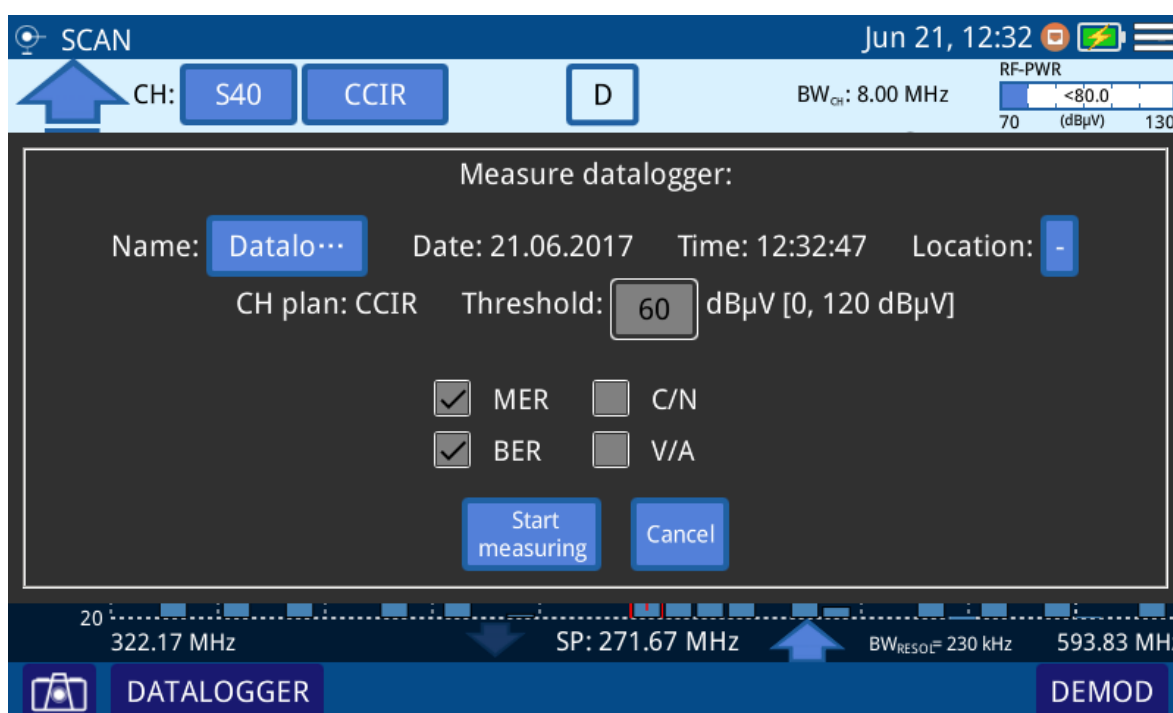 SCAN Jun 21, 12:32
CH: S40 CCIR D BWCH: 8.00 MHz RF-PWR
<80.0
70 (dBµV) 130
Measure datalogger:
Name: Datalo··· Date: 21.06.2017 Time: 12:32:47 Location: -
CH plan: CCIR Threshold: 60 dBµV [0, 120 dBµV]
MER C/N
BER V/A
Start
measuring
Cancel
20
322.17 MHz SP: 271.67 MHz BWRESOL= 230 kHz 593.83 MH
DATALOGGER DEMOD